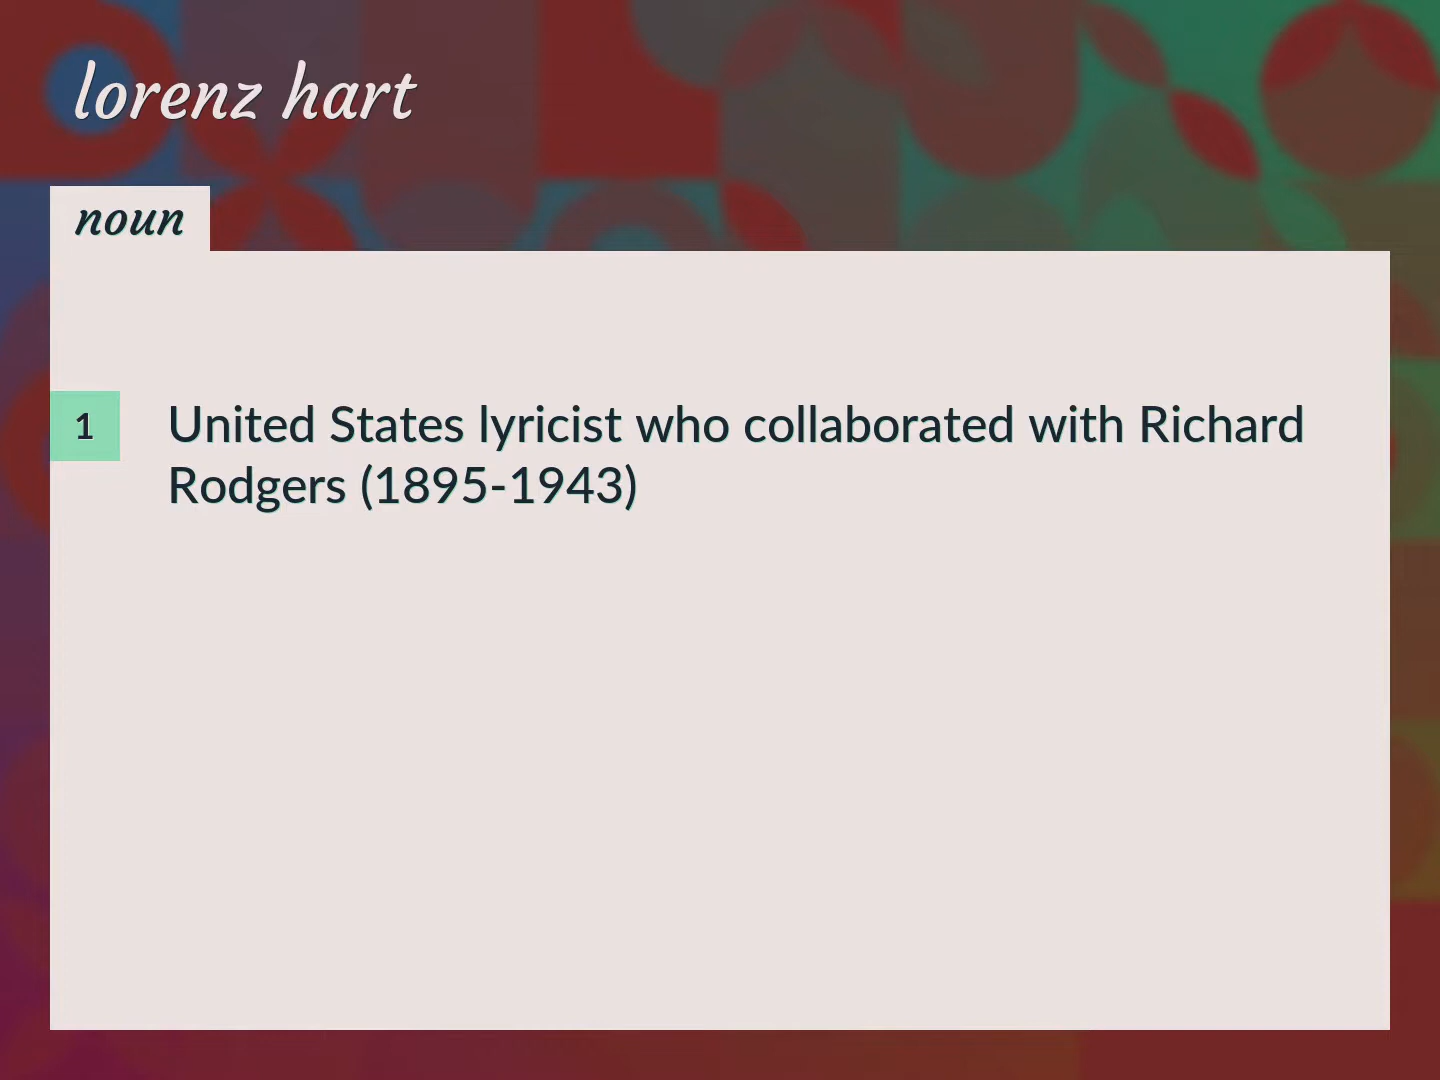 lorenz hart
noun
1
United States lyricist who collaborated with Richard
Rodgers (1895-1943)